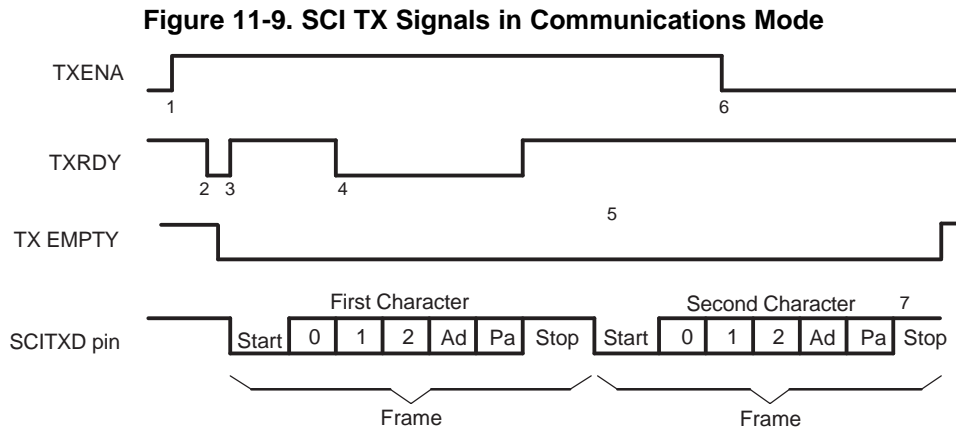 Figure 11-9. SCI TX Signals in Communications Mode
TXENA
1
6
TXRDY
2
3
4
5
TX EMPTY
First Character
Second Character
7
SCITXD pin
Start 0 1 2 Ad Pa Stop Start 0 1 2 Ad Pa Stop
Frame
Frame